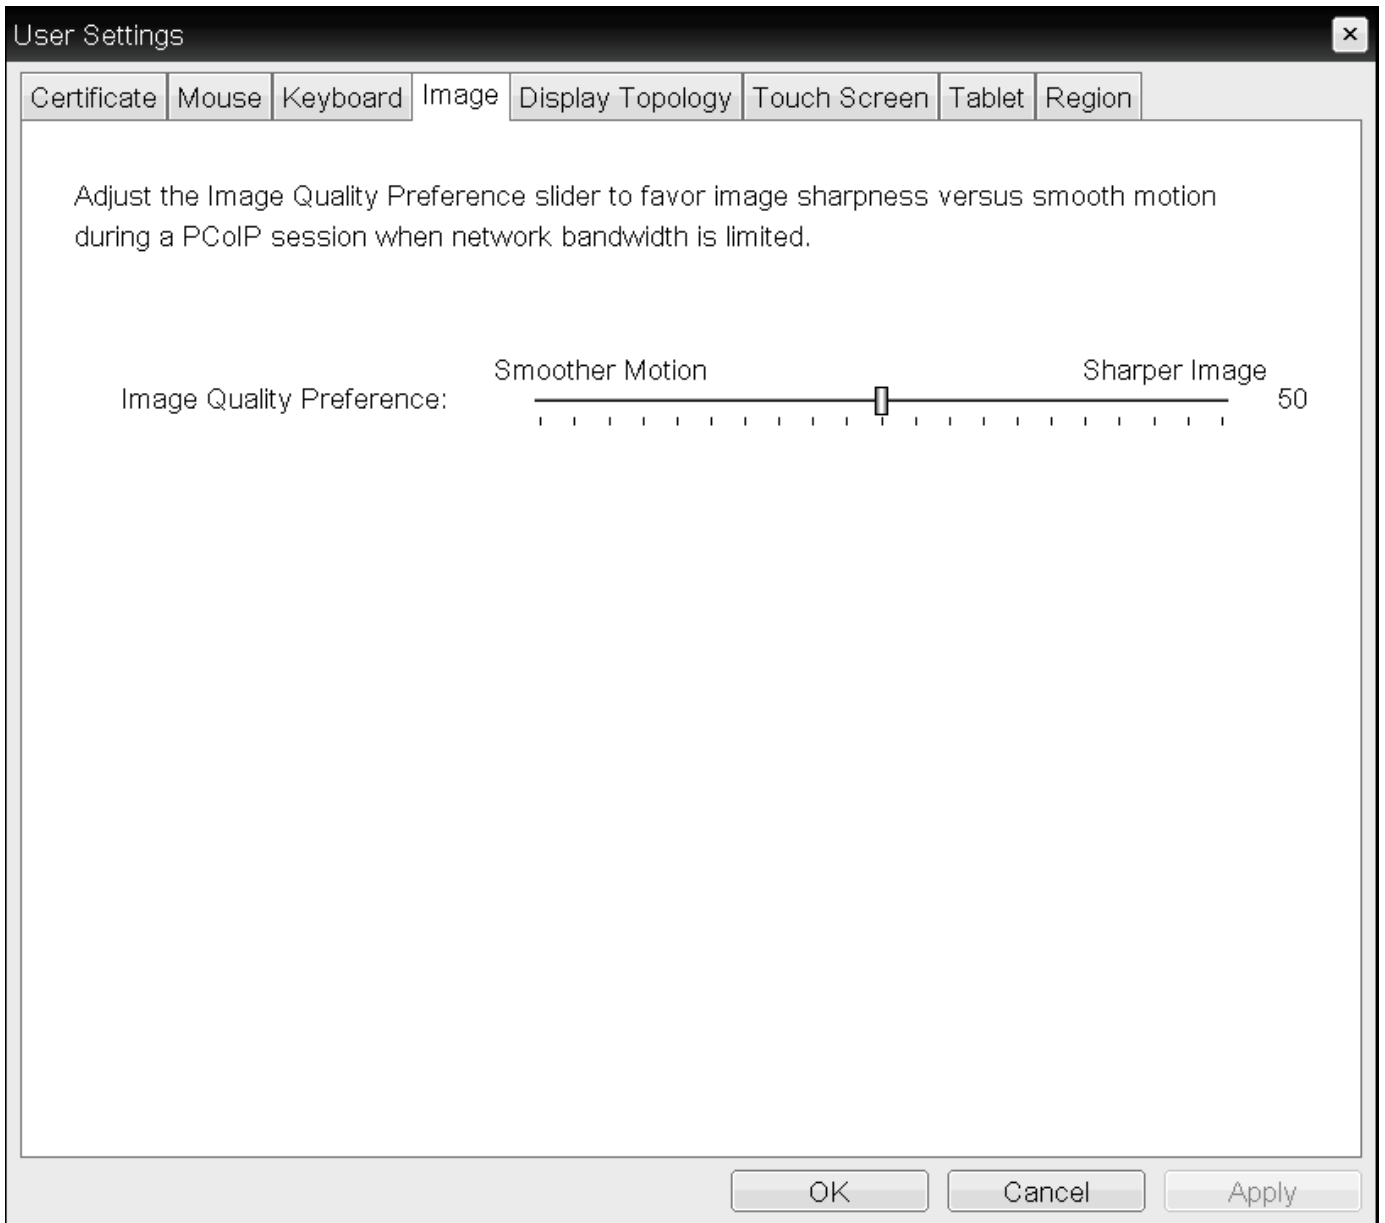 User Settings
Certificate Mouse Keyboard Image Display Topology Touch Screen Tablet Region
Adjust the Image Quality Preference slider to favor image sharpness versus smooth motion
during a PCoIP session when network bandwidth is limited.
Smoother Motion Sharper Image
Image Quality Preference: 50
OK Cancel Apply